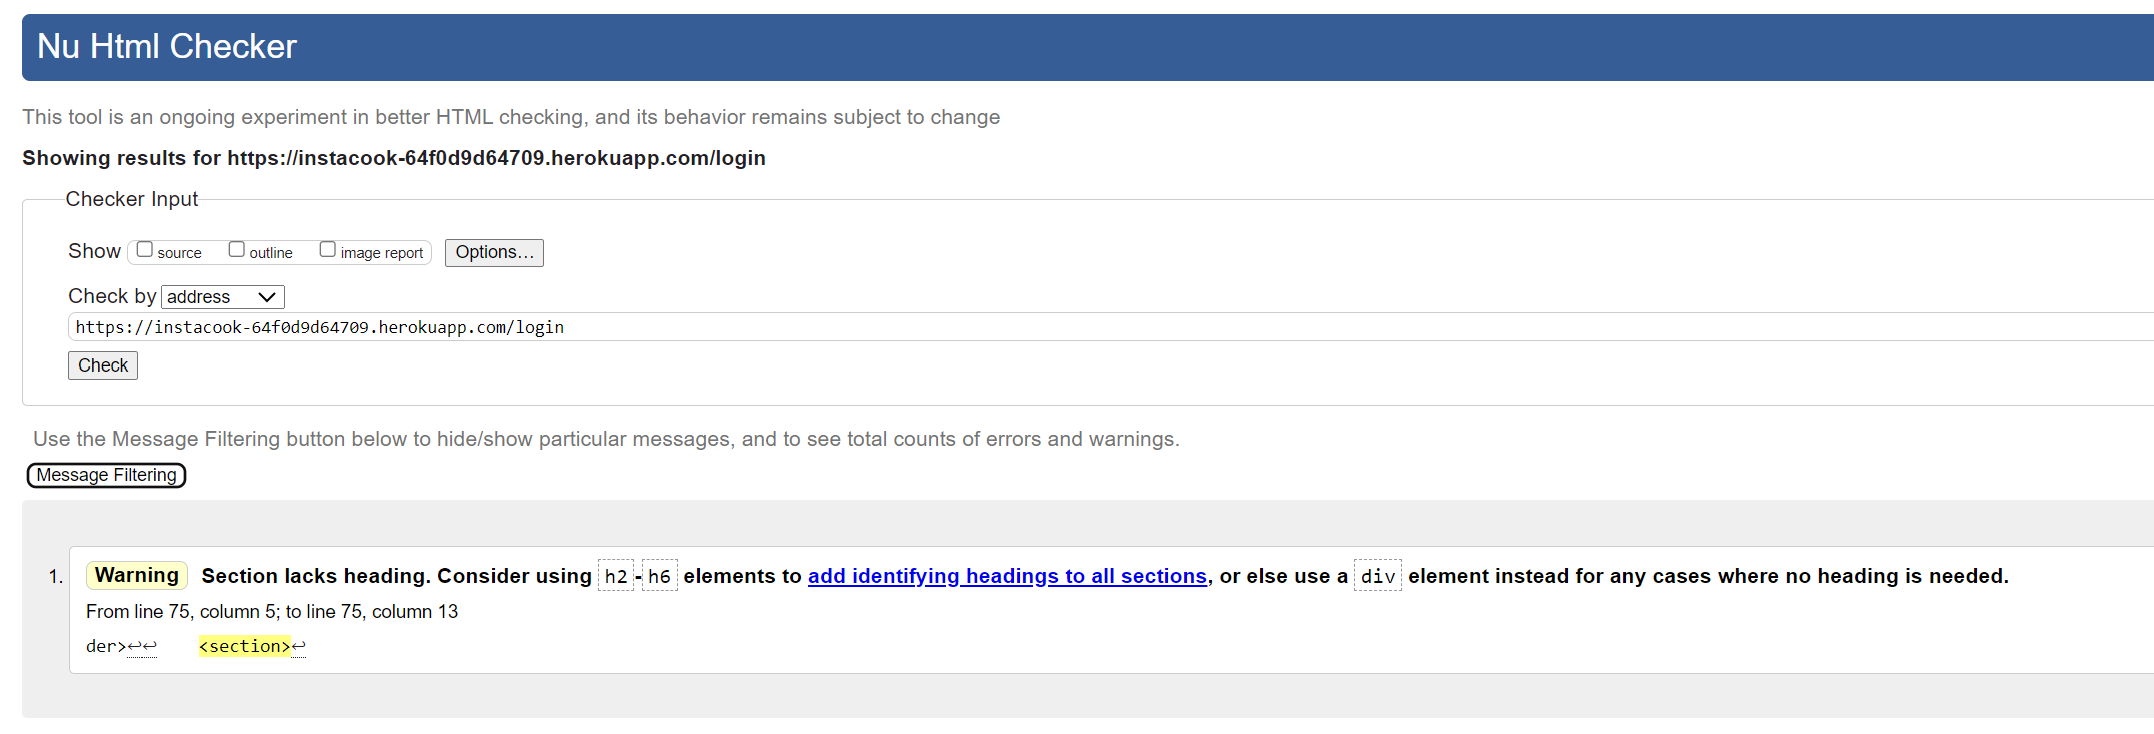 Nu Html Checker
This tool is an ongoing experiment in better HTML checking, and its behavior remains subject to change
Showing results for https://instacook-64f0d9d64709.herokuapp.com/login
Checker Input
Show source outline image report Options...
Check by address
https://instacook-64f0d9d64709.herokuapp.com/login
Check
Use the Message Filtering button below to hide/show particular messages, and to see total counts of errors and warnings.
Message Filtering
1. Warning Section lacks heading. Consider using h2-h6 elements to add identifying headings to all sections, or else use a div element instead for any cases where no heading is needed.
From line 75, column 5; to line 75, column 13
der>↩↩ <section>↩